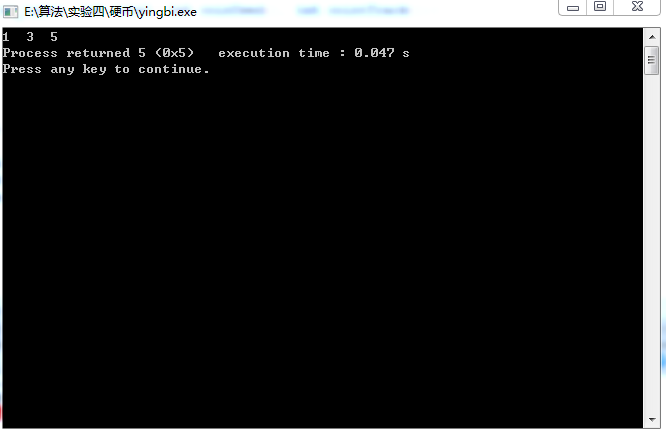 E:\算法\实验四\硬币\yingbi.exe
1  3  5
Process returned 5 (0x5)   execution time : 0.047 s
Press any key to continue.